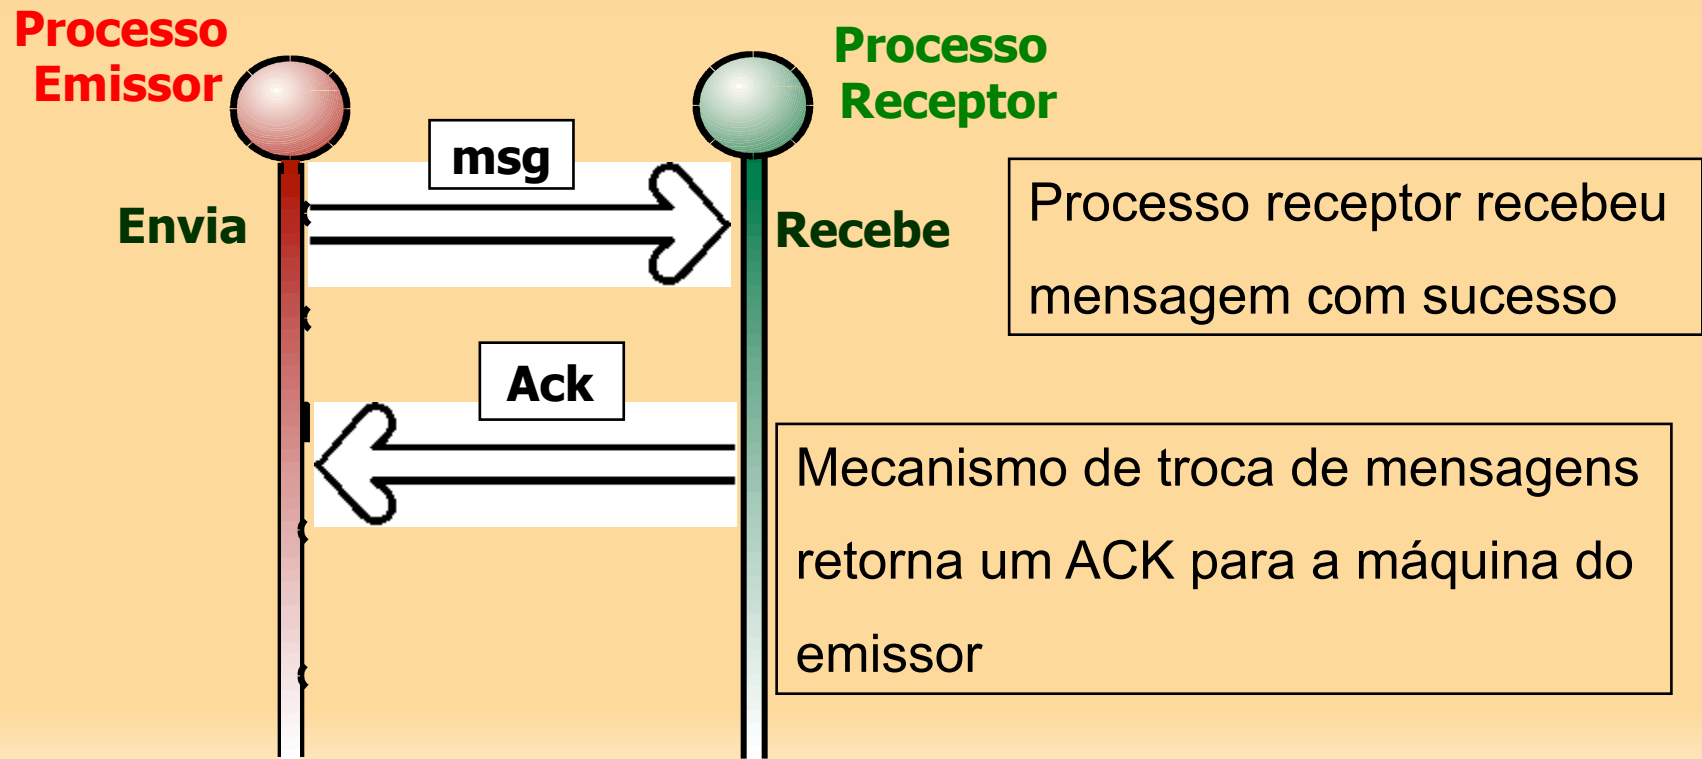 Processo
Emissor
Processo
Receptor
msg
Envia
Recebe
Processo receptor recebeu
mensagem com sucesso
Ack
Mecanismo de troca de mensagens
retorna um ACK para a máquina do
emissor